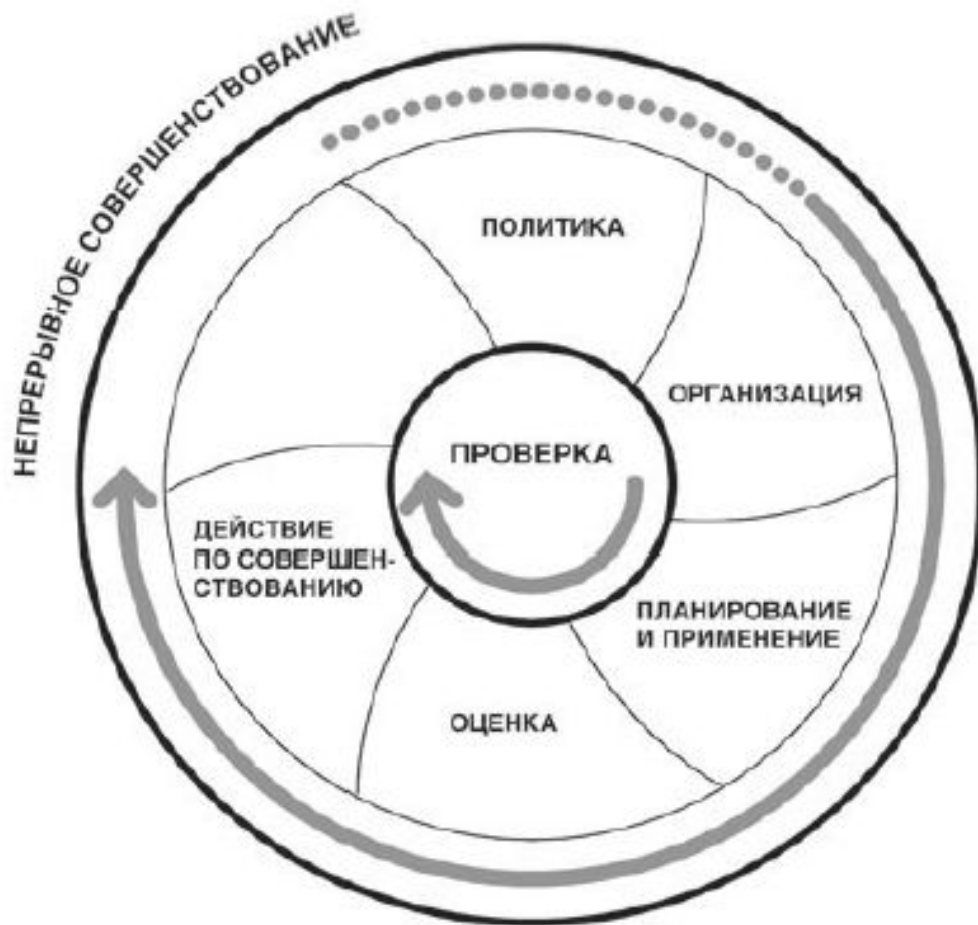 НЕПРЕРЫВНОЕ СОВЕРШЕНСТВОВАНИЕ
ПОЛИТИКА
ОРГАНИЗАЦИЯ
ПРОВЕРКА
ДЕЙСТВИЕ
ПО СОВЕРШЕН-
СТВОВАНИЮ
ПЛАНИРОВАНИЕ
И ПРИМЕНЕНИЕ
ОЦЕНКА